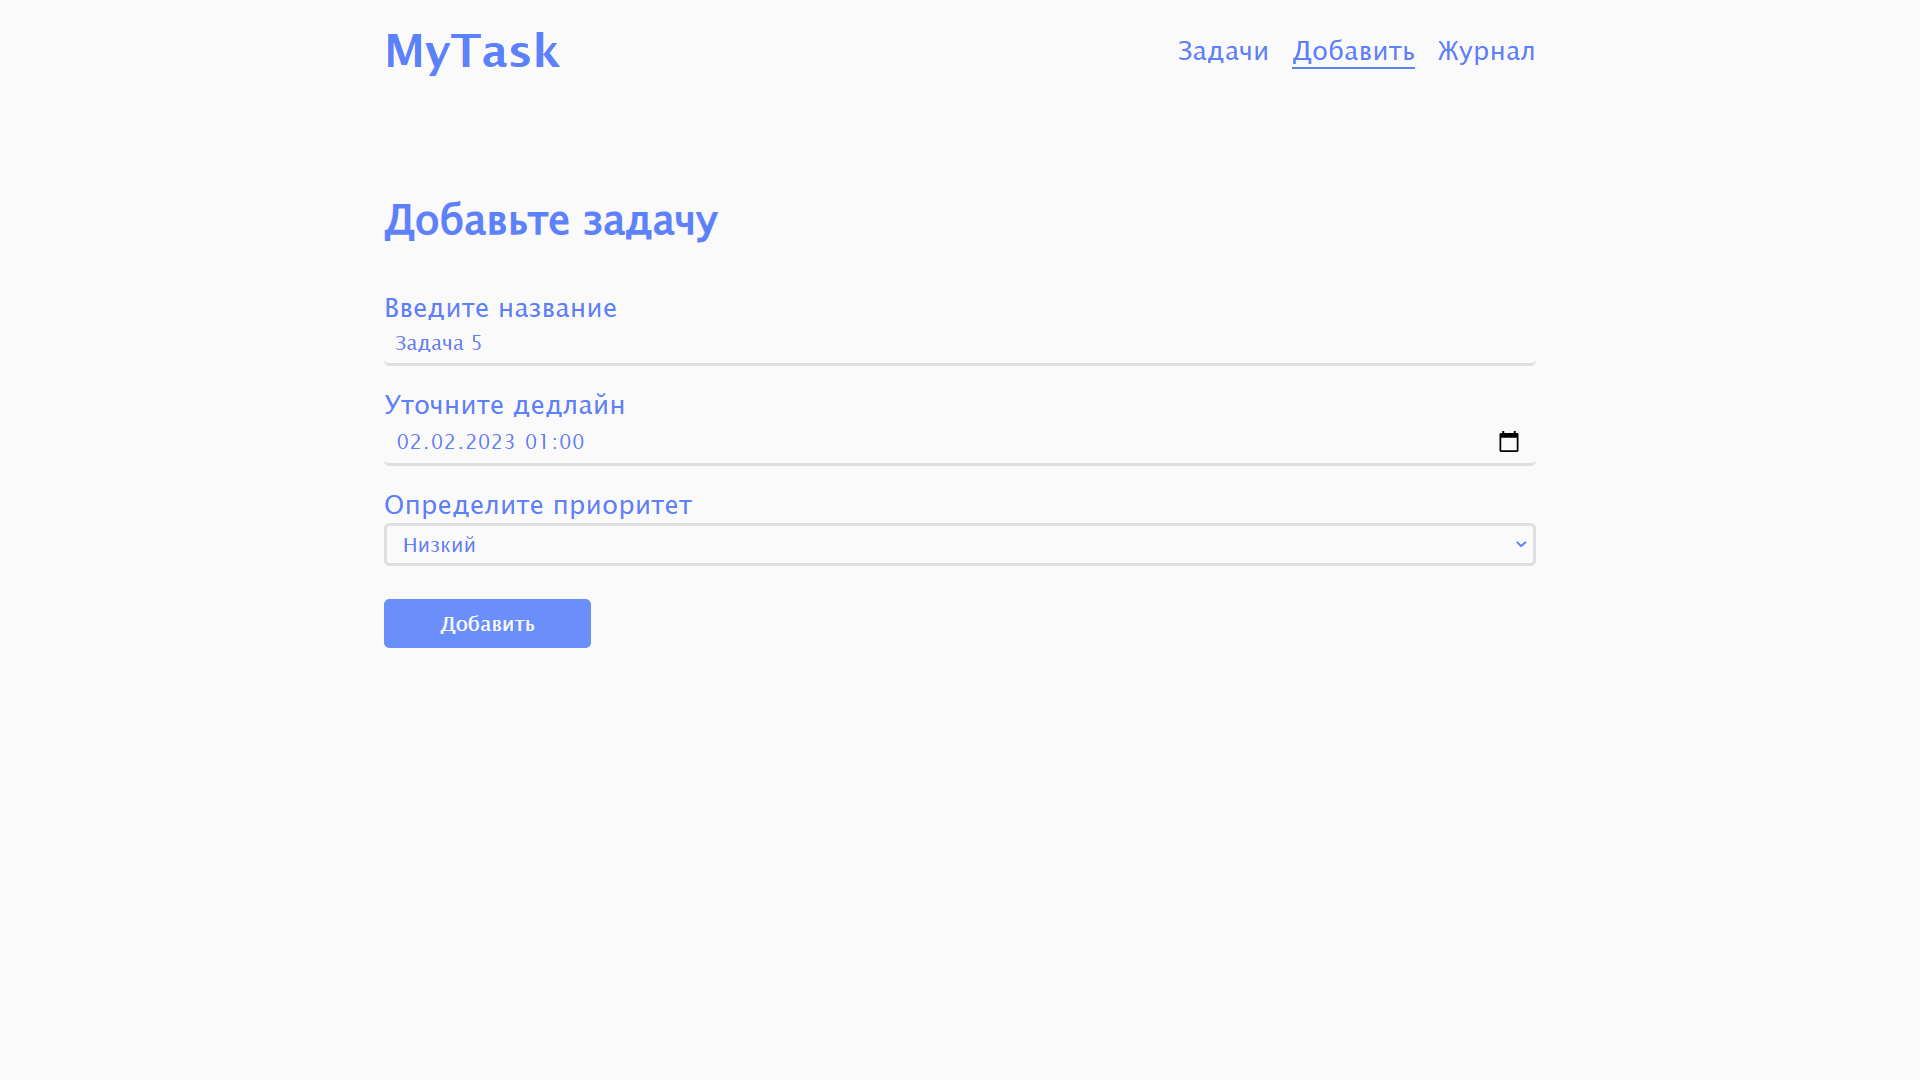 MyTask
Задачи Добавить Журнал
Добавьте задачу
Введите название
Задача 5
Уточните дедлайн
02.02.2023 01:00
Определите приоритет
Низкий
Добавить